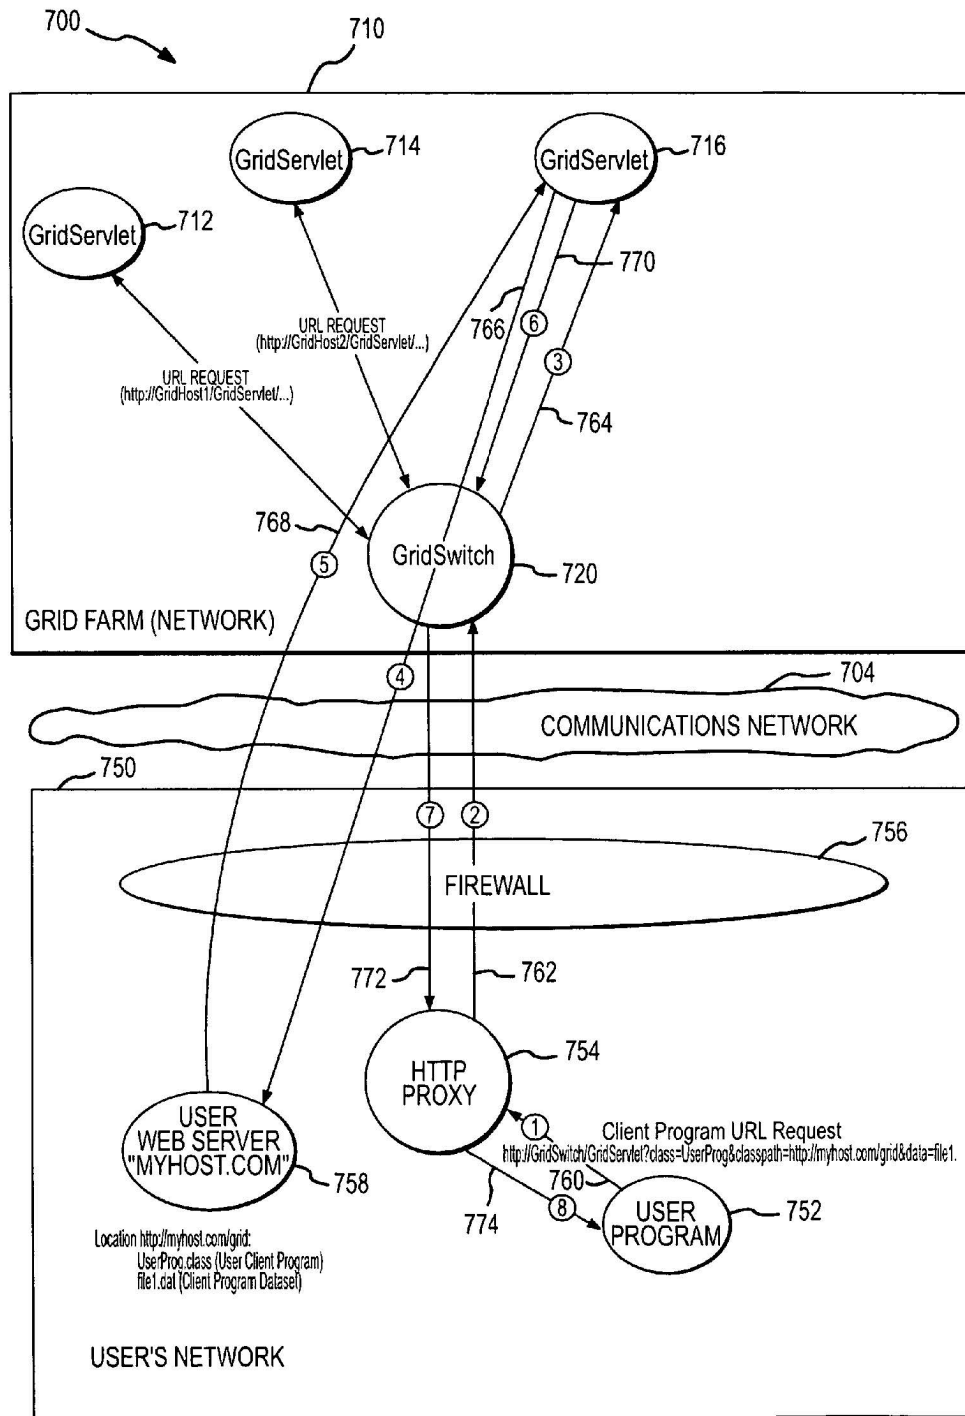 700
710
GridServlet
714
GridServlet
716
GridServlet
712
770
766
6
URL REQUEST
(http://GridHost2/GridServlet/...)
3
URL REQUEST
(http://GridHost1/GridServlet/...)
764
768
5
GridSwitch
720
GRID FARM (NETWORK)
4
704
COMMUNICATIONS NETWORK
750
7
2
756
FIREWALL
772
762
HTTP
PROXY
754
1
Client Program URL Request
http://GridSwitch/GridServlet?class=UserProg&classpath=http://myhost.com/grid&data=file1.
USER
WEB SERVER
"MYHOST.COM"
758
760
774
8
USER
PROGRAM
752
Location http://myhost.com/grid:
UserProg.class (User Client Program)
file1.dat (Client Program Dataset)
USER'S NETWORK